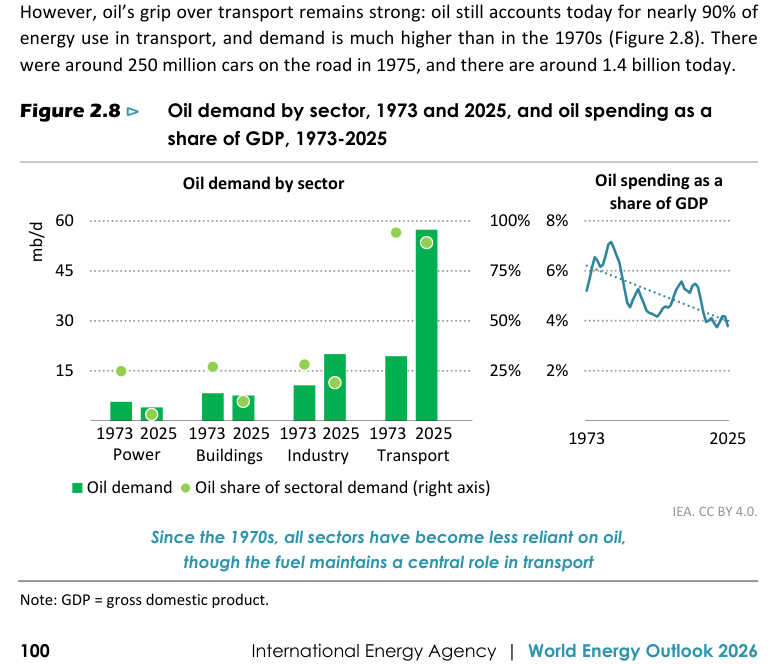 However, oil’s grip over transport remains strong: oil still accounts today for nearly 90% of
energy use in transport, and demand is much higher than in the 1970s (Figure 2.8). There
were around 250 million cars on the road in 1975, and there are around 1.4 billion today.
Figure 2.8 ▷ Oil demand by sector, 1973 and 2025, and oil spending as a
share of GDP, 1973-2025
Oil demand by sector
Oil spending as a
share of GDP
mb/d
60
45
30
15
100%
75%
50%
25%
8%
6%
4%
2%
1973 2025 1973 2025 1973 2025 1973 2025
Power Buildings Industry Transport
1973 2025
Oil demand Oil share of sectoral demand (right axis)
IEA. CC BY 4.0.
Since the 1970s, all sectors have become less reliant on oil,
though the fuel maintains a central role in transport
Note: GDP = gross domestic product.
100 International Energy Agency | World Energy Outlook 2026